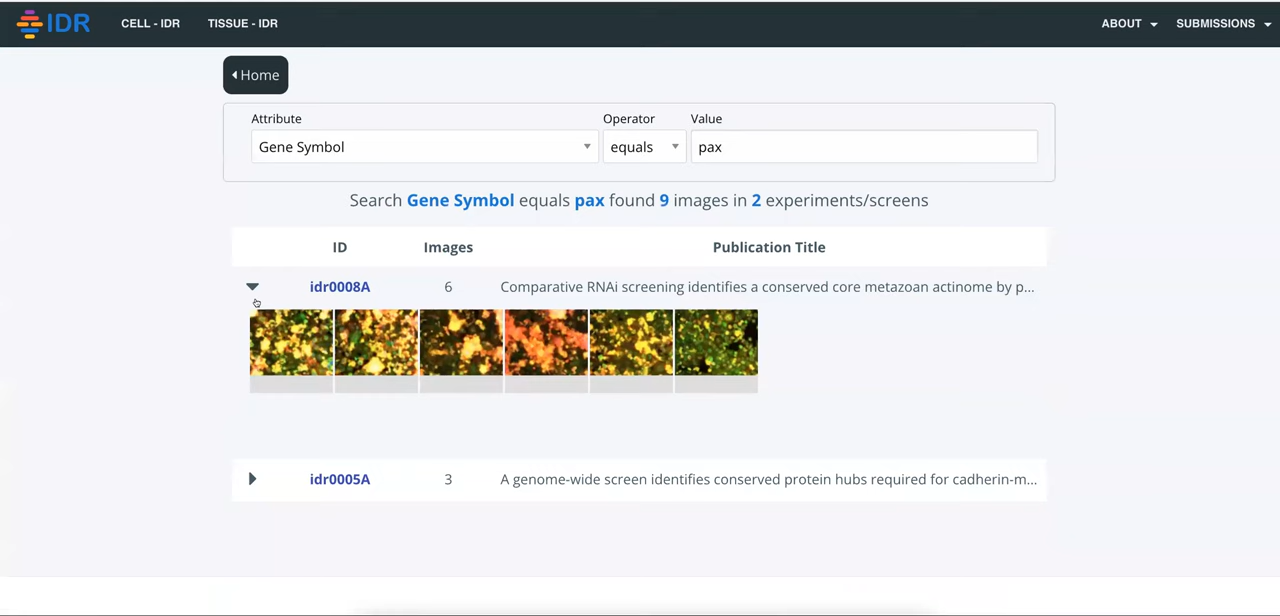 IDR CELL - IDR TISSUE - IDR ABOUT SUBMISSIONS
Home
Attribute Operator Value
Gene Symbol equals pax
Search Gene Symbol equals pax found 9 images in 2 experiments/screens
ID Images Publication Title
idr0008A 6 Comparative RNAi screening identifies a conserved core metazoan actinome by p...
idr0005A 3 A genome-wide screen identifies conserved protein hubs required for cadherin-m...